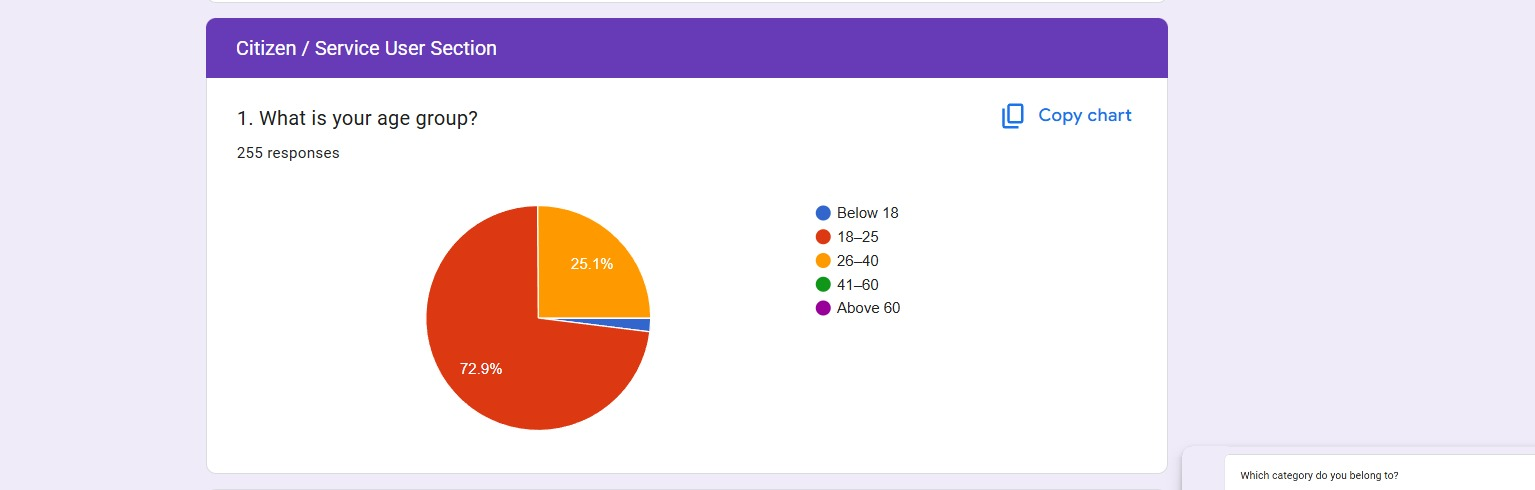 Citizen / Service User Section
1. What is your age group?
Copy chart
255 responses
25.1%
72.9%
Below 18
18–25
26–40
41–60
Above 60
Which category do you belong to?